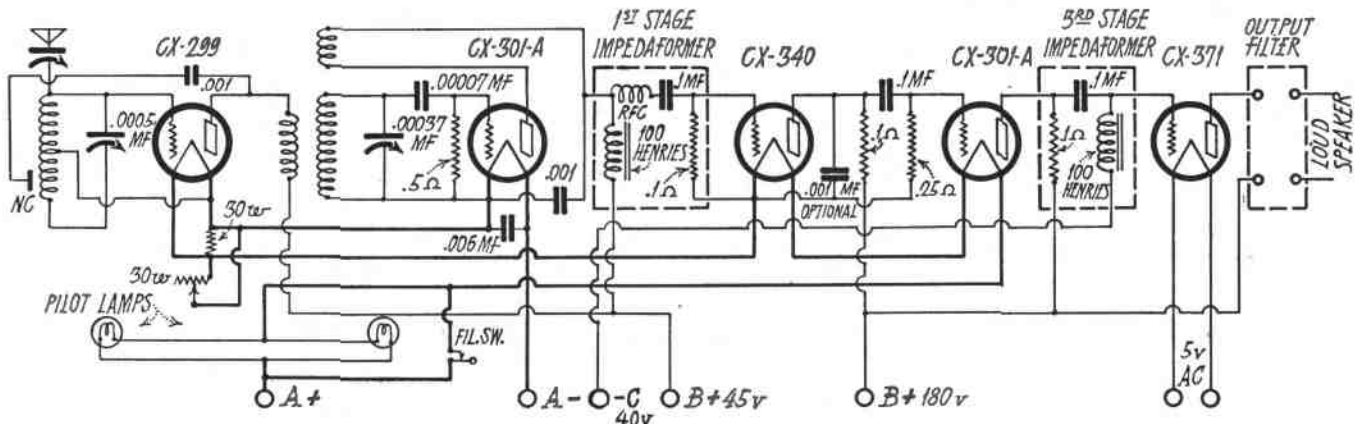 1ST STAGE
IMPEDAFORMER
3RD STAGE
IMPEDAFORMER
OUTPUT
FILTER
CX-299
CX-301-A
CX-340
CX-301-A
CX-371
.001
.00007 MF
.1MF
.1MF
.1MF
RFC
.0005
MF
.00037
MF
100
HENRIES
.1Ω
.1Ω
100
HENRIES
LOUD
SPEAKER
.5Ω
.001
.1Ω
.001 MF
OPTIONAL
.25Ω
NC
30w
.006 MF
30w
PILOT LAMPS
FIL.SW.
5v
AC
A+
A-
-C
40v
B+45v
B+180v